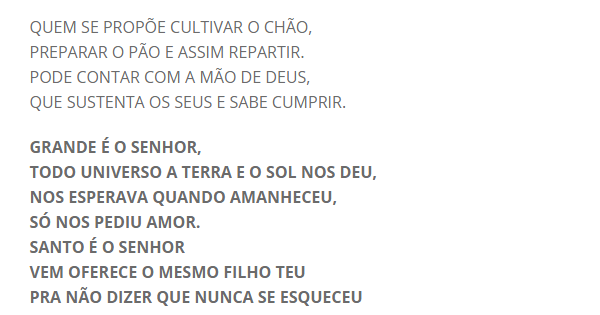 QUEM SE PROPÕE CULTIVAR O CHÃO,
PREPARAR O PÃO E ASSIM REPARTIR.
PODE CONTAR COM A MÃO DE DEUS,
QUE SUSTENTA OS SEUS E SABE CUMPRIR.

GRANDE É O SENHOR,
TODO UNIVERSO A TERRA E O SOL NOS DEU,
NOS ESPERAVA QUANDO AMANHECEU,
SÓ NOS PEDIU AMOR.
SANTO É O SENHOR
VEM OFERECE O MESMO FILHO TEU
PRA NÃO DIZER QUE NUNCA SE ESQUECEU